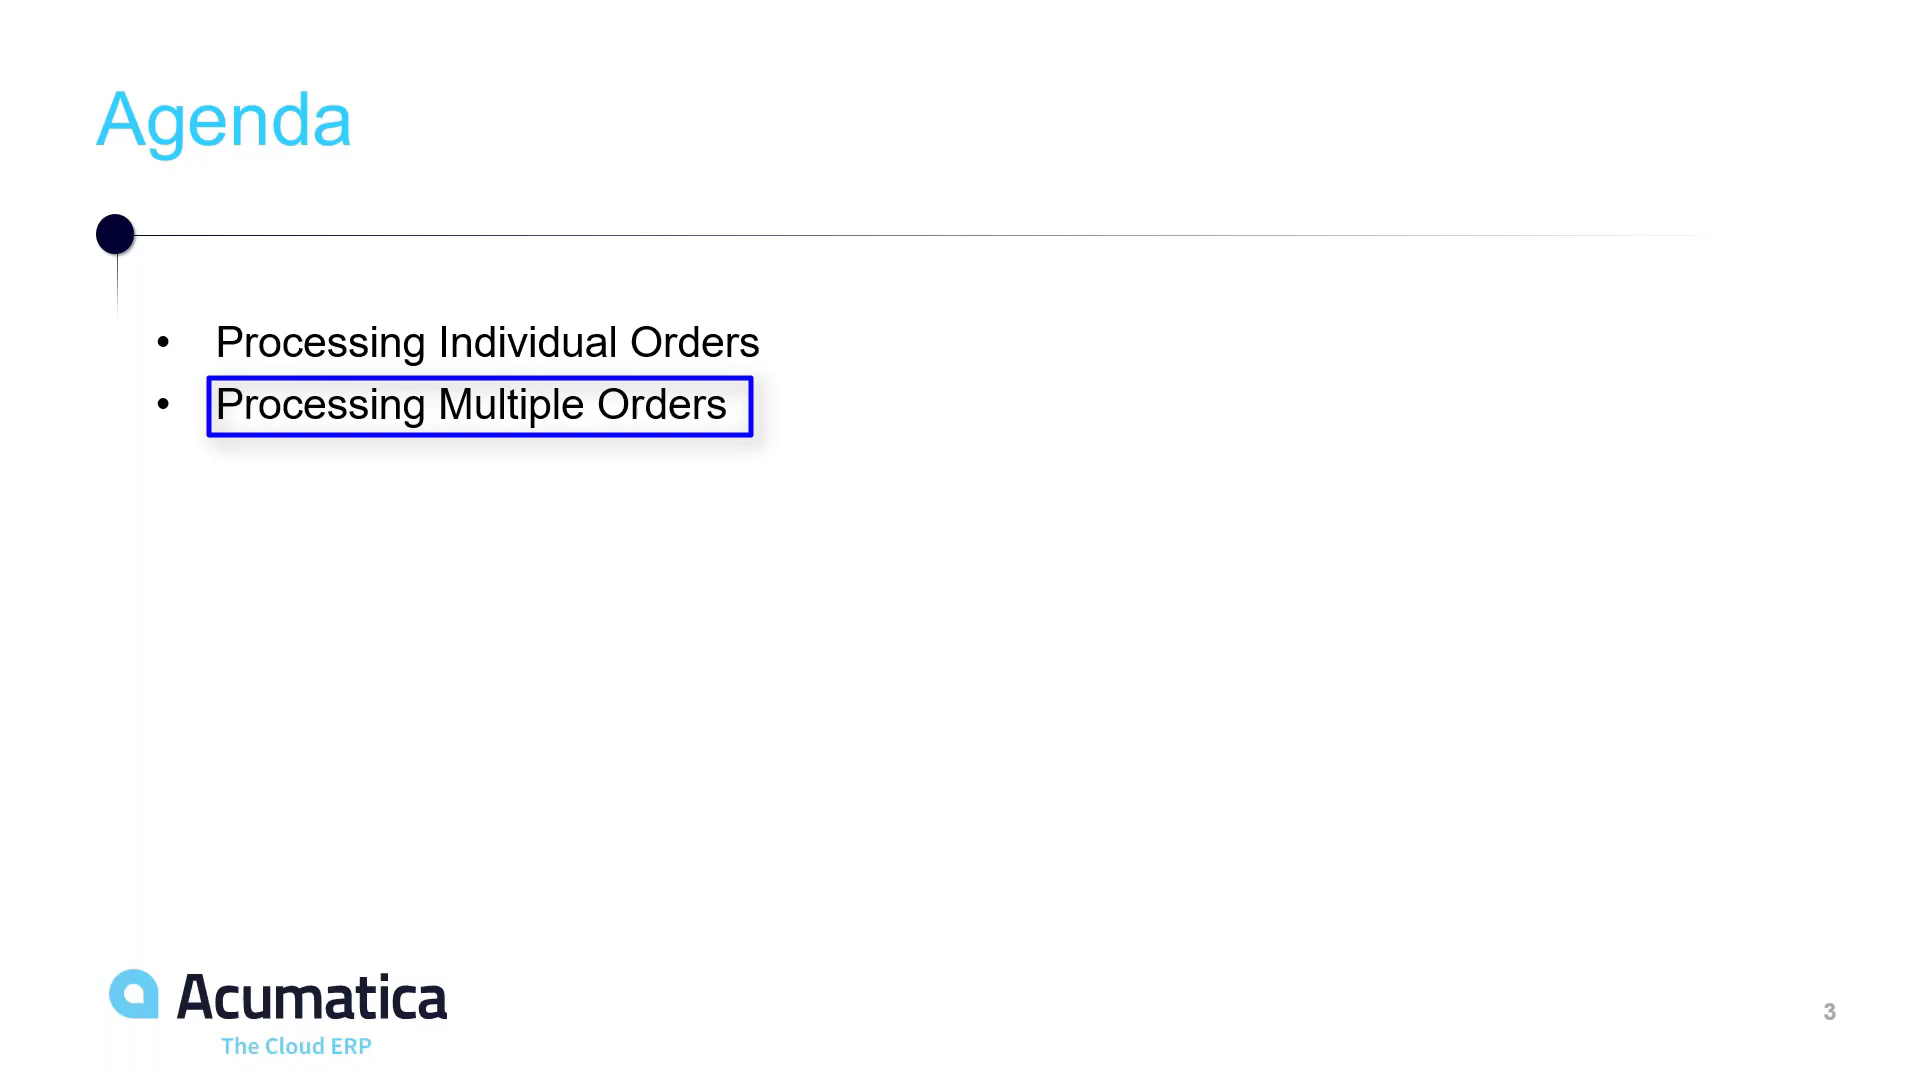 Agenda
• Processing Individual Orders
• Processing Multiple Orders
Acumatica
The Cloud ERP
3